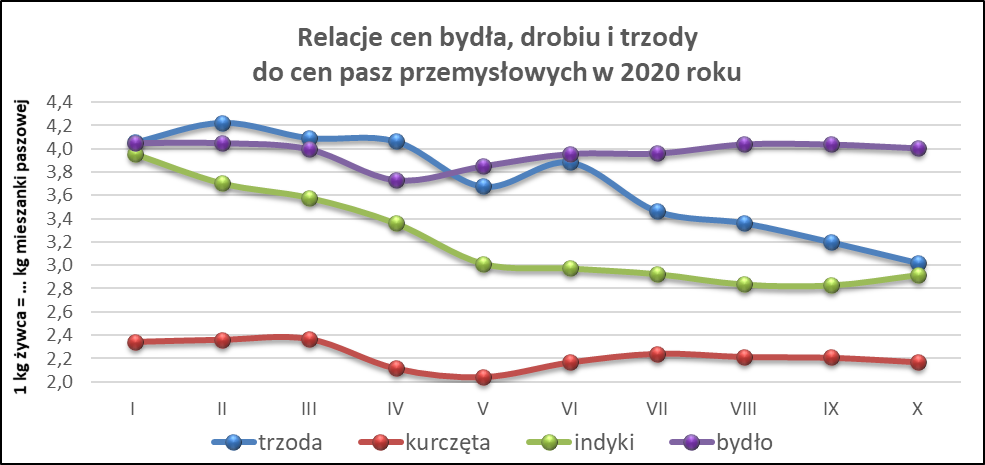 Relacje cen bydła, drobiu i trzody
do cen pasz przemysłowych w 2020 roku
1 kg żywca = ... kg mieszanki paszowej
4,4
4,2
4,0
3,8
3,6
3,4
3,2
3,0
2,8
2,6
2,4
2,2
2,0
I II III IV V VI VII VIII IX X
trzoda kurczęta indyki bydło